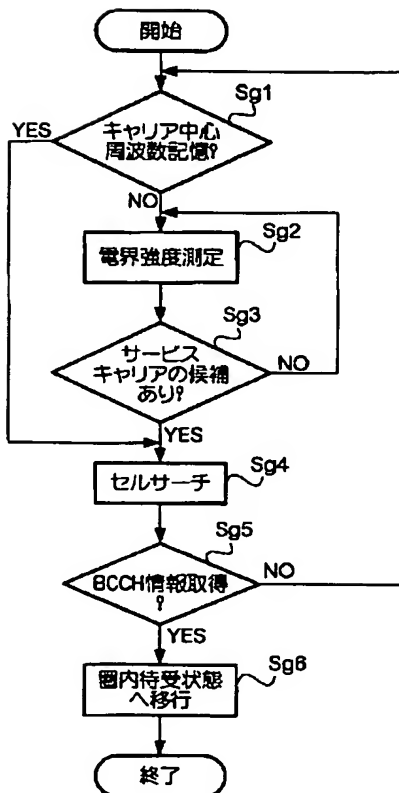 開始
Sg1
YES
キャリア中心
周波数記憶?
NO
Sg2
電界強度測定
Sg3
サービス
キャリアの候補
あり?
NO
YES
Sg4
セルサーチ
Sg5
BCCH情報取得
?
NO
YES
Sg6
圏内待受状態
へ移行
終了